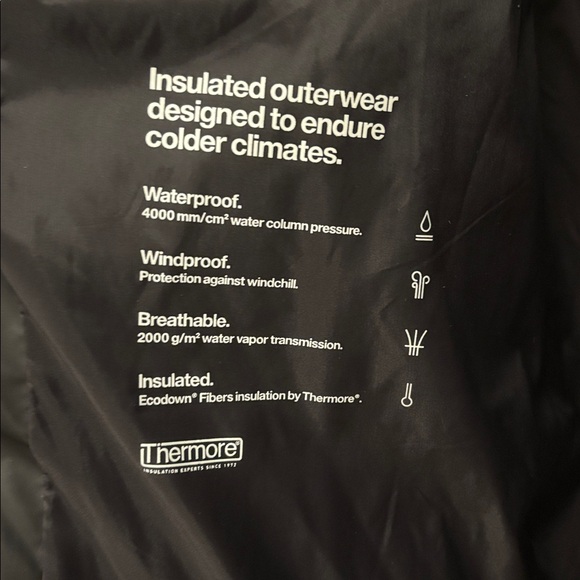 Insulated outerwear
designed to endure
colder climates.
Waterproof.
4000 mm/cm² water column pressure.
Windproof.
Protection against windchill.
Breathable.
2000 g/m² water vapor transmission.
Insulated.
Ecodown® Fibers insulation by Thermore®.
Thermore®
INSULATION EXPERTS SINCE 1972